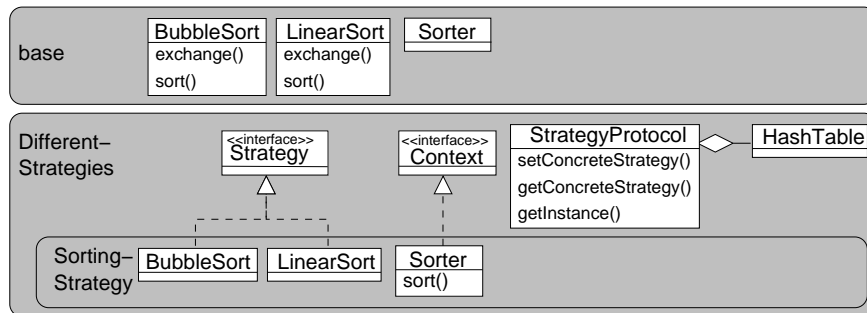 base
BubbleSort
exchange()
sort()
LinearSort
exchange()
sort()
Sorter
Different–
Strategies
<<interface>>
Strategy
<<interface>>
Context
StrategyProtocol
setConcreteStrategy()
getConcreteStrategy()
getInstance()
HashTable
Sorting–
Strategy
BubbleSort
LinearSort
Sorter
sort()